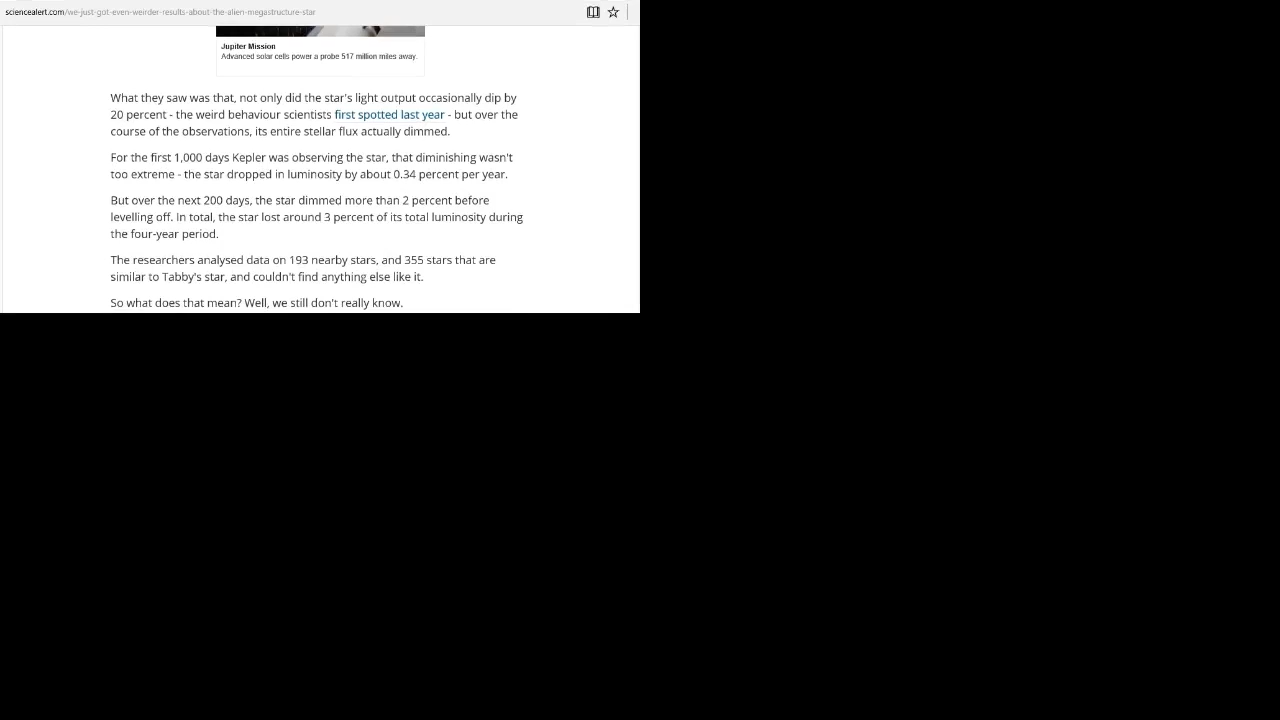 sciencealert.com/we-just-got-even-weirder-results-about-the-alien-megastructure-star
Jupiter Mission
Advanced solar cells power a probe 517 million miles away.
What they saw was that, not only did the star's light output occasionally dip by
20 percent - the weird behaviour scientists first spotted last year - but over the
course of the observations, its entire stellar flux actually dimmed.
For the first 1,000 days Kepler was observing the star, that diminishing wasn't
too extreme - the star dropped in luminosity by about 0.34 percent per year.
But over the next 200 days, the star dimmed more than 2 percent before
levelling off. In total, the star lost around 3 percent of its total luminosity during
the four-year period.
The researchers analysed data on 193 nearby stars, and 355 stars that are
similar to Tabby's star, and couldn't find anything else like it.
So what does that mean? Well, we still don't really know.